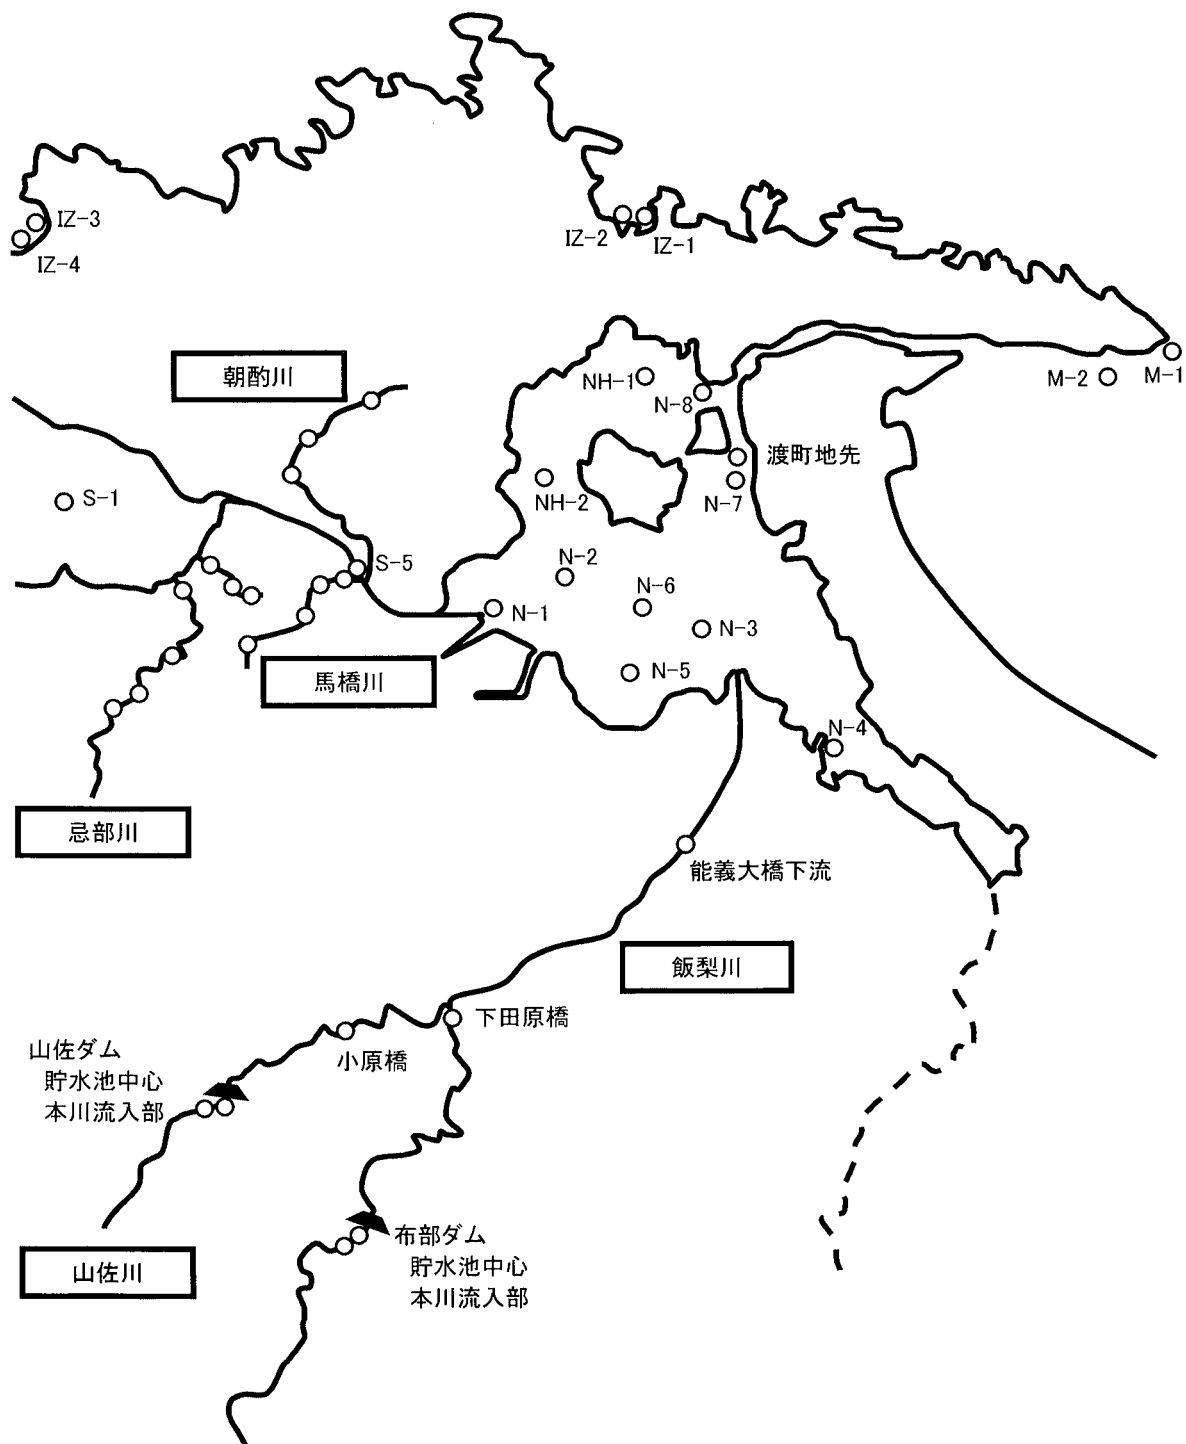 IZ-3
IZ-4
IZ-2
IZ-1
朝酌川
NH-1
N-8
M-2
M-1
渡町地先
S-1
NH-2
N-7
S-5
N-2
N-6
N-1
N-3
馬橋川
N-5
N-4
忌部川
能義大橋下流
飯梨川
下田原橋
小原橋
山佐ダム
貯水池中心
本川流入部
山佐川
布部ダム
貯水池中心
本川流入部